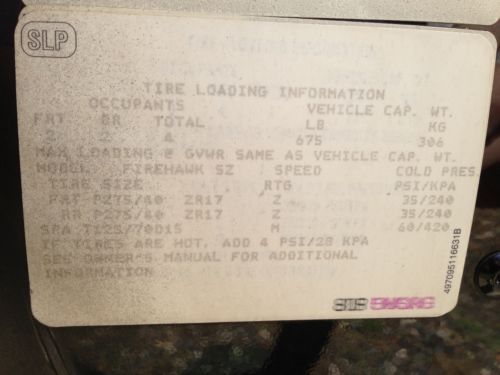 SLP
TIRE LOADING INFORMATION
OCCUPANTS VEHICLE CAP. WT.
FRT RR TOTAL LB KG
2 2 4 675 306
MAX LOADING @ GVWR SAME AS VEHICLE CAP. WT.
MODEL FIREHAWK SZ SPEED COLD PRES
TIRE SIZE RTG PSI/KPA
FRT P275/40 ZR17 Z 35/240
RR P275/40 ZR17 Z 35/240
SPA T125/70D15 M 60/420
IF TIRES ARE HOT, ADD 4 PSI/28 KPA
SEE OWNER'S MANUAL FOR ADDITIONAL
INFORMATION
497095116631B